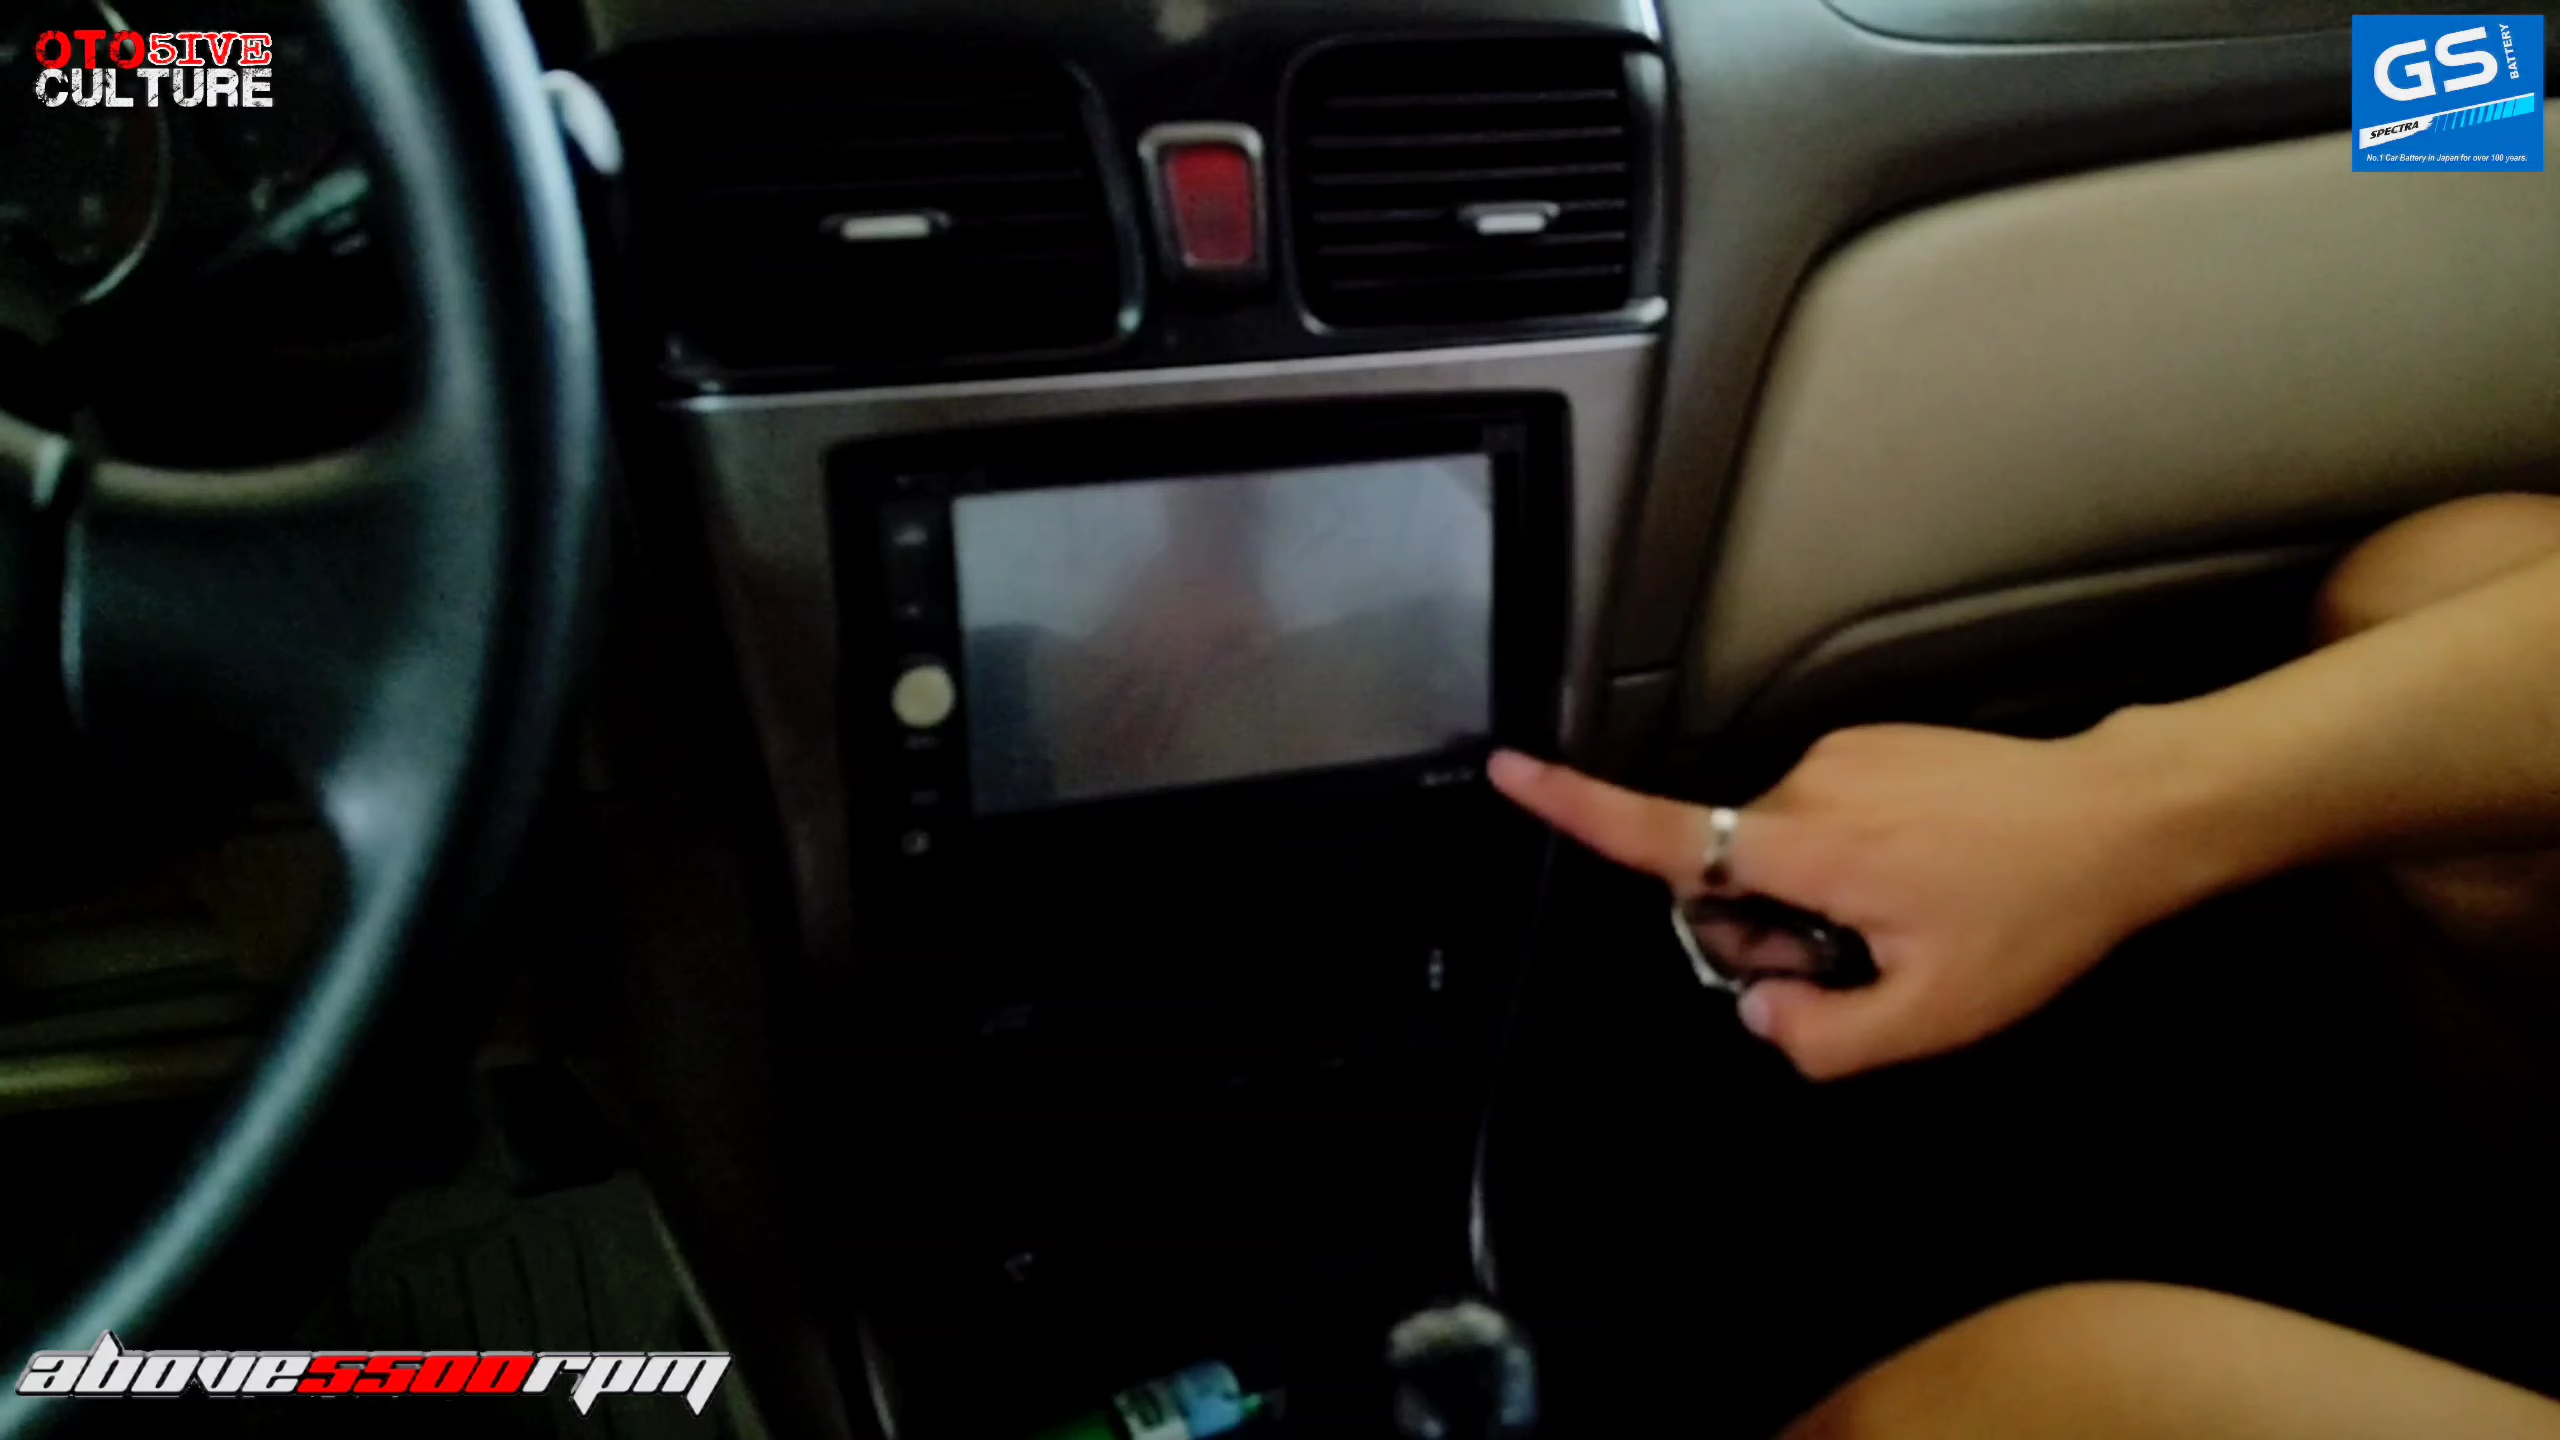 OTO5IVE
CULTURE
GS
BATTERY
SPECTRA
No.1 Car Battery in Japan for over 100 years.
above5500rpm